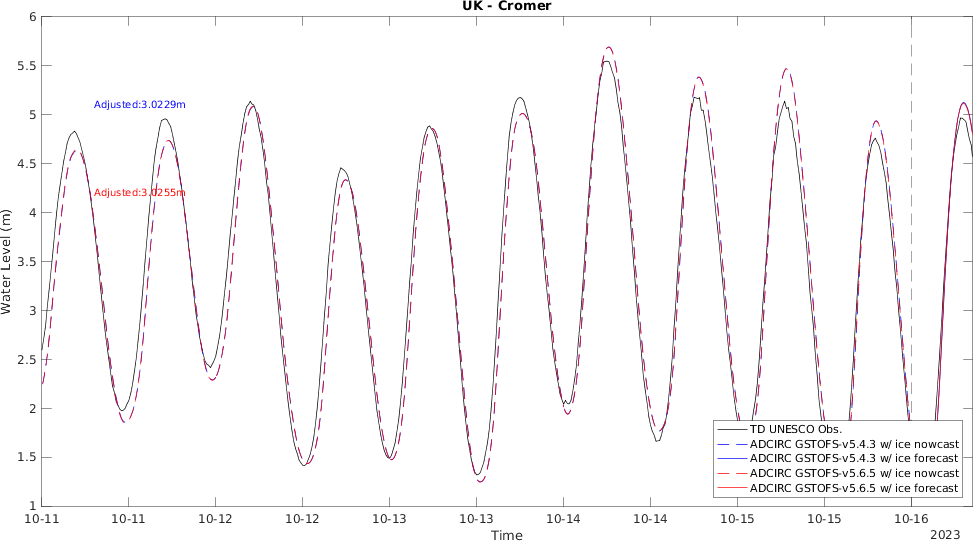 UK - Cromer
6
5.5
5
4.5
4
3.5
3
2.5
2
1.5
1
Water Level (m)
Adjusted:3.0229m
Adjusted:3.0255m
TD UNESCO Obs.
ADCIRC GSTOFS-v5.4.3 w/ ice nowcast
ADCIRC GSTOFS-v5.4.3 w/ ice forecast
ADCIRC GSTOFS-v5.6.5 w/ ice nowcast
ADCIRC GSTOFS-v5.6.5 w/ ice forecast
10-11 10-11 10-12 10-12 10-13 10-13 10-14 10-14 10-15 10-15 10-16
Time
2023